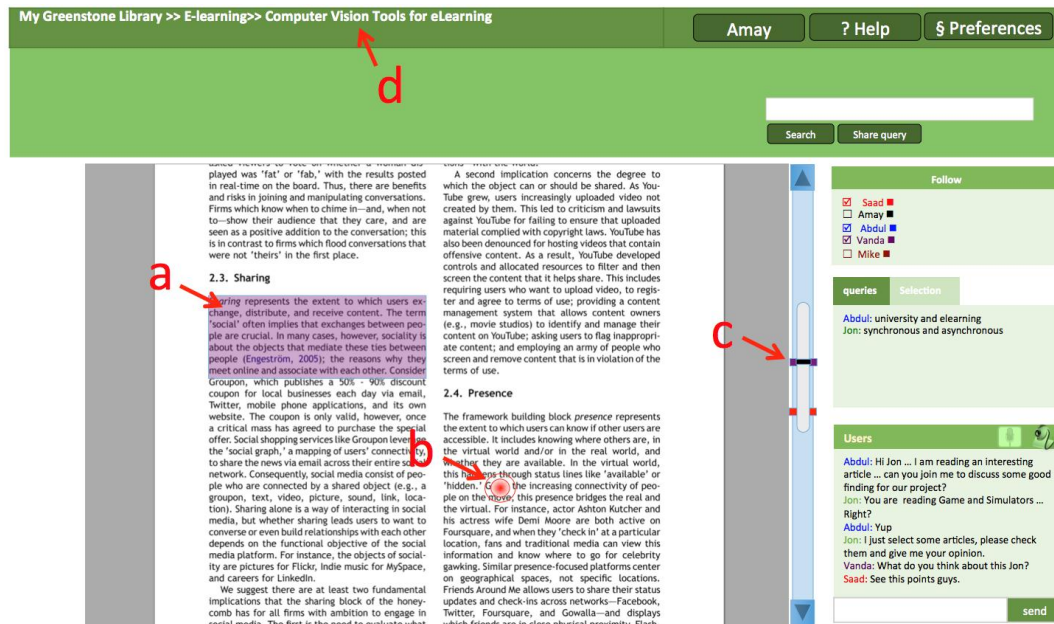 My Greenstone Library >> E-learning>> Computer Vision Tools for eLearning
Amay
? Help
§ Preferences
d
Search
Share query
played was 'fat' or 'fab,' with the results posted
in real-time on the board. Thus, there are benefits
and risks in joining and manipulating conversations.
Firms which know when to chime in—and, when not
to—show their audience that they care, and are
seen as a positive addition to the conversation; this
is in contrast to firms which flood conversations that
were not 'theirs' in the first place.
2.3. Sharing
a
Sharing represents the extent to which users ex-
change, distribute, and receive content. The term
'social' often implies that exchanges between peo-
ple are crucial. In many cases, however, sociality is
about the objects that mediate these ties between
people (Engeström, 2005); the reasons why they
meet online and associate with each other. Consider
Groupon, which publishes a 50% - 90% discount
coupon for local businesses each day via email,
Twitter, mobile phone applications, and its own
website. The coupon is only valid, however, once
a critical mass has agreed to purchase the special
offer. Social shopping services like Groupon leverage
the 'social graph,' a mapping of users' connectivity,
to share the news via email across their entire social
network. Consequently, social media consist of peo-
ple who are connected by a shared object (e.g., a
groupon, text, video, picture, sound, link, loca-
tion). Sharing alone is a way of interacting in social
media, but whether sharing leads users to want to
converse or even build relationships with each other
depends on the functional objective of the social
media platform. For instance, the objects of social-
ity are pictures for Flickr, Indie music for MySpace,
and careers for LinkedIn.
We suggest there are at least two fundamental
implications that the sharing block of the honey-
comb has for all firms with ambition to engage in
social media. The first is the need to evaluate what
tions with the world.
A second implication concerns the degree to
which the object can or should be shared. As You-
Tube grew, users increasingly uploaded video not
created by them. This led to criticism and lawsuits
against YouTube for failing to ensure that uploaded
material complied with copyright laws. YouTube has
also been denounced for hosting videos that contain
offensive content. As a result, YouTube developed
controls and allocated resources to filter and then
screen the content that it helps share. This includes
requiring users who want to upload video, to regis-
ter and agree to terms of use; providing a content
management system that allows content owners
(e.g., movie studios) to identify and manage their
content on YouTube; asking users to flag inappropri-
ate content; and employing an army of people who
screen and remove content that is in violation of the
terms of use.
2.4. Presence
The framework building block presence represents
the extent to which users can know if other users are
accessible. It includes knowing where others are, in
the virtual world and/or in the real world, and
whether they are available. In the virtual world,
this happens through status lines like 'available' or
'hidden.' the increasing connectivity of peo-
ple on the move, this presence bridges the real and
the virtual. For instance, actor Ashton Kutcher and
his actress wife Demi Moore are both active on
Foursquare, and when they 'check in' at a particular
location, fans and traditional media can view this
information and know where to go for celebrity
gawking. Similar presence-focused platforms center
on geographical spaces, not specific locations.
Friends Around Me allows users to share their status
updates and check-ins across networks—Facebook,
Twitter, Foursquare, and Gowalla—and displays
which friends are in close physical proximity. Flash
b
c
Follow
Saad
Amay
Abdul
Vanda
Mike
queries
Selection
Abdul: university and elearning
Jon: synchronous and asynchronous
Users
Abdul: Hi Jon ... I am reading an interesting
article ... can you join me to discuss some good
finding for our project?
Jon: You are reading Game and Simulators ...
Right?
Abdul: Yup
Jon: I just select some articles, please check
them and give me your opinion.
Vanda: What do you think about this Jon?
Saad: See this points guys.
send